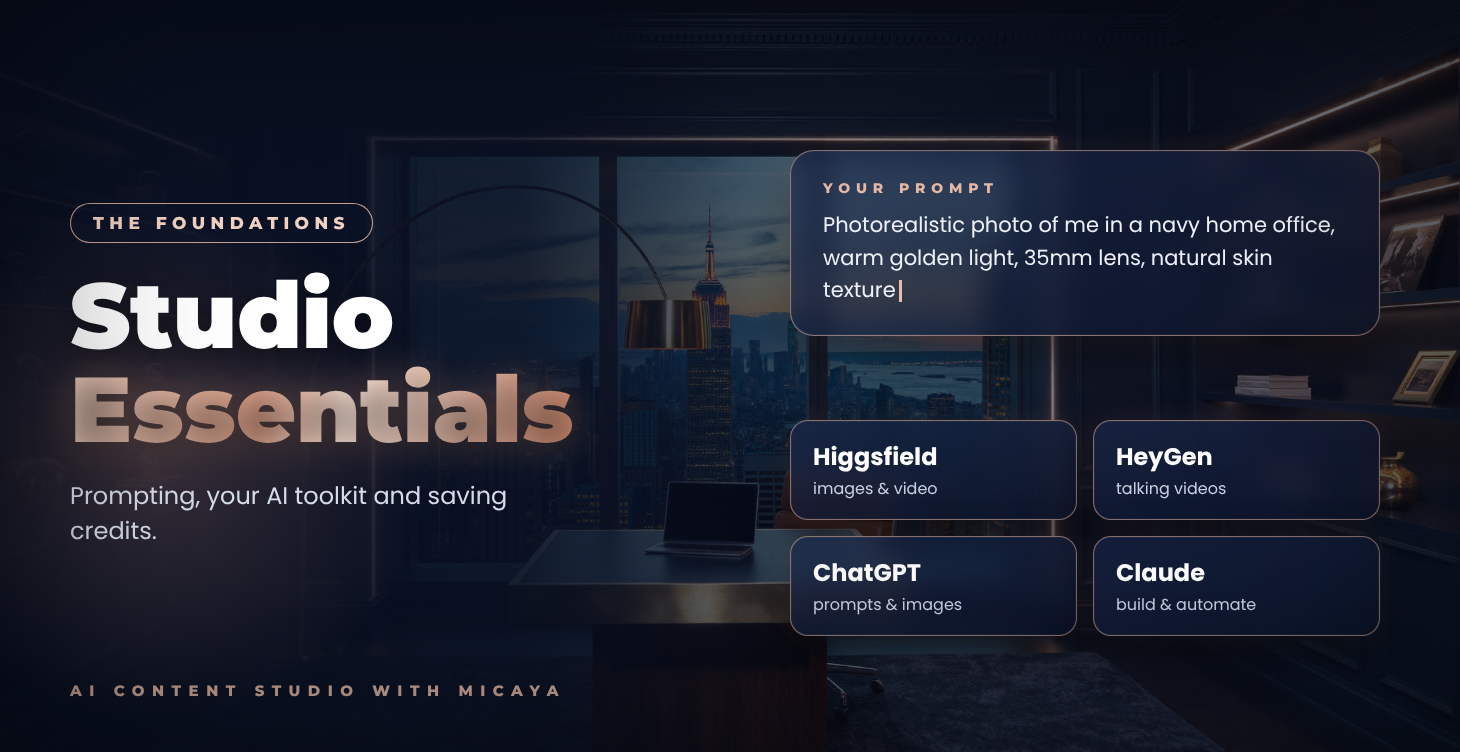 THE FOUNDATIONS
Studio
Essentials
Prompting, your AI toolkit and saving
credits.
AI CONTENT STUDIO WITH MICAYA
YOUR PROMPT
Photorealistic photo of me in a navy home office,
warm golden light, 35mm lens, natural skin
texture
Higgsfield
images & video
HeyGen
talking videos
ChatGPT
prompts & images
Claude
build & automate